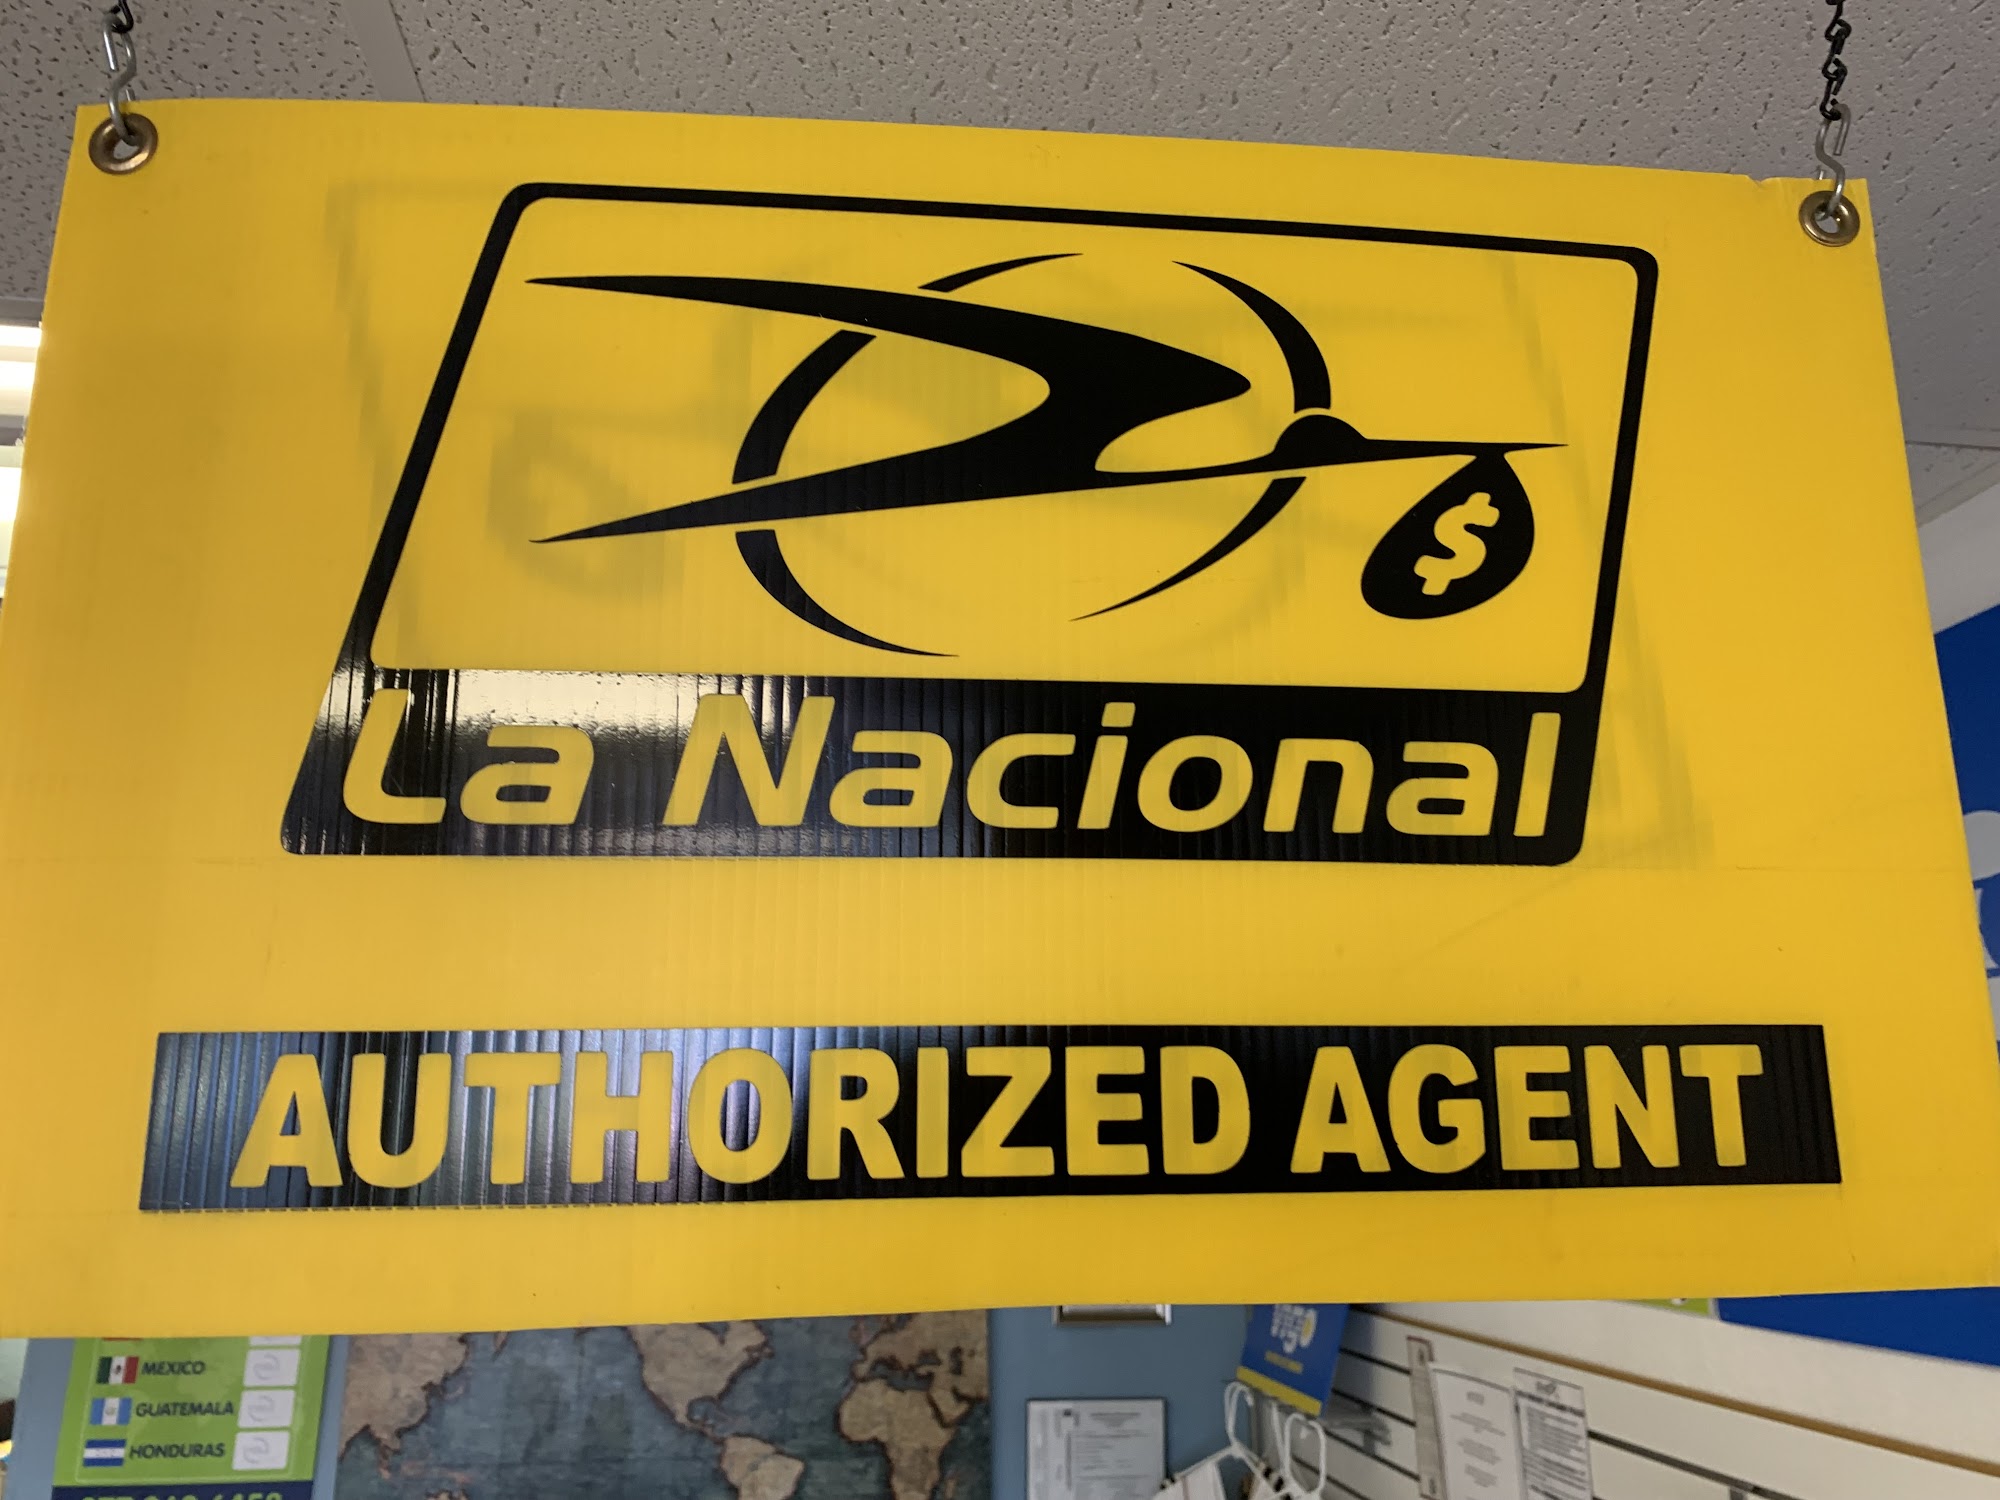 $
La Nacional
AUTHORIZED AGENT
MEXICO
GUATEMALA
HONDURAS